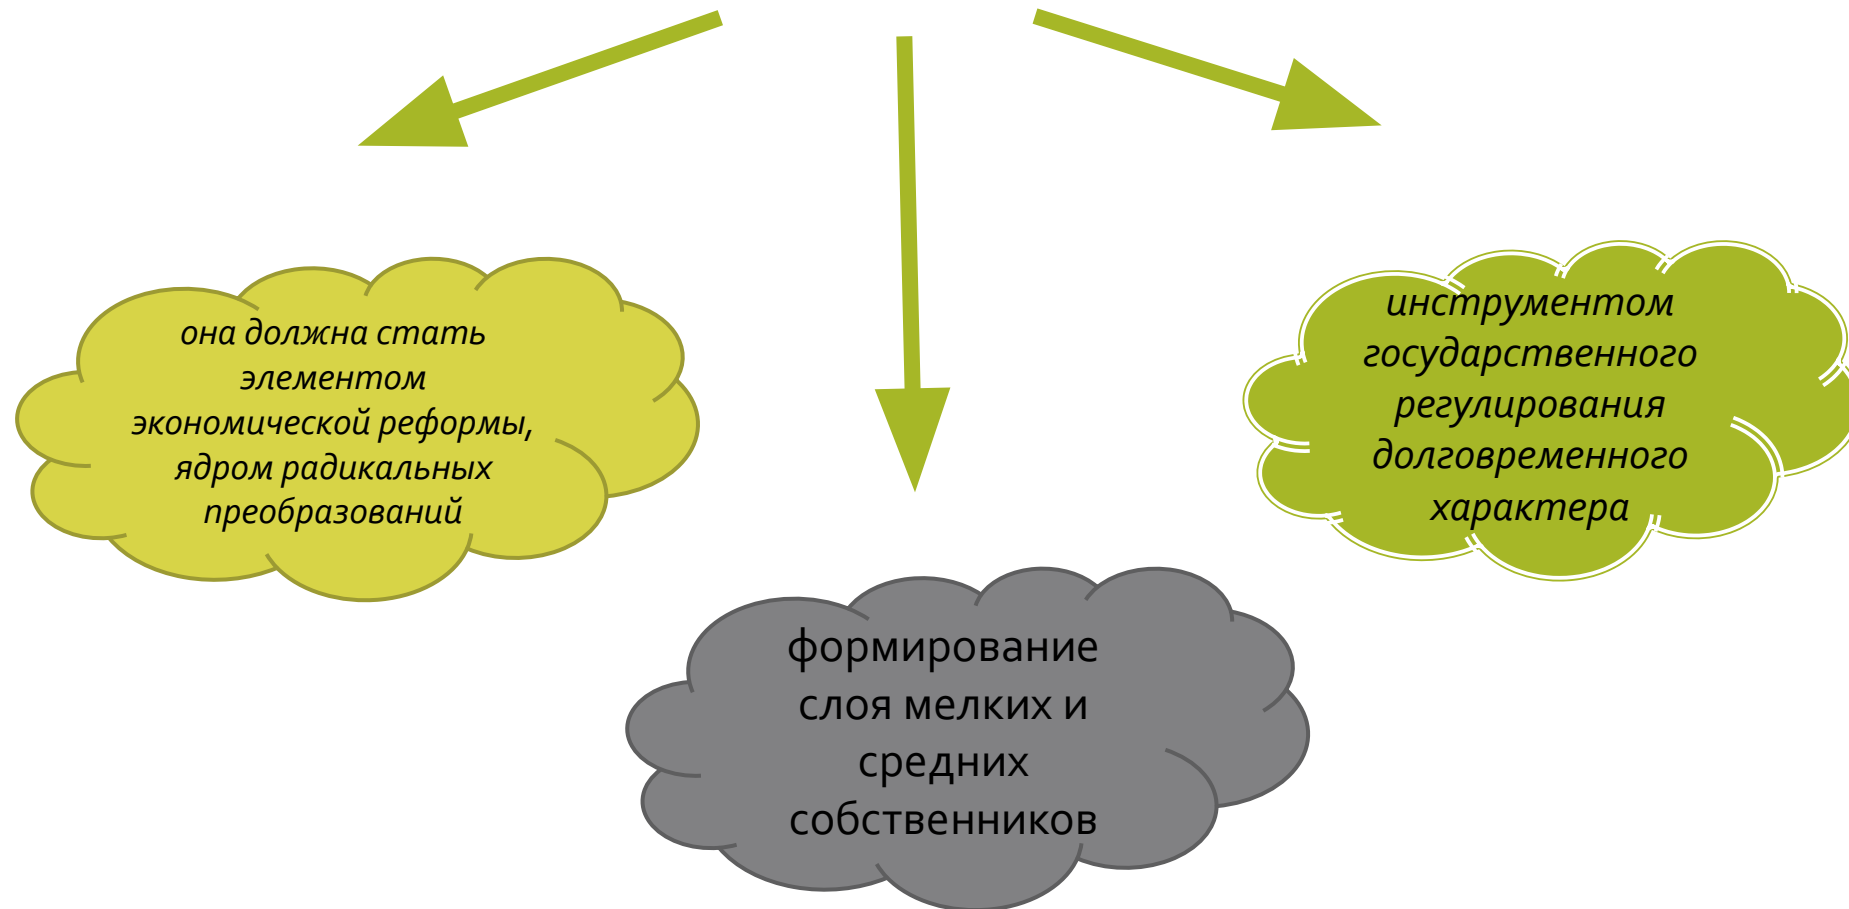 она должна стать
элементом
экономической реформы,
ядром радикальных
преобразований
инструментом
государственного
регулирования
долговременного
характера
формирование
слоя мелких и
средних
собственников